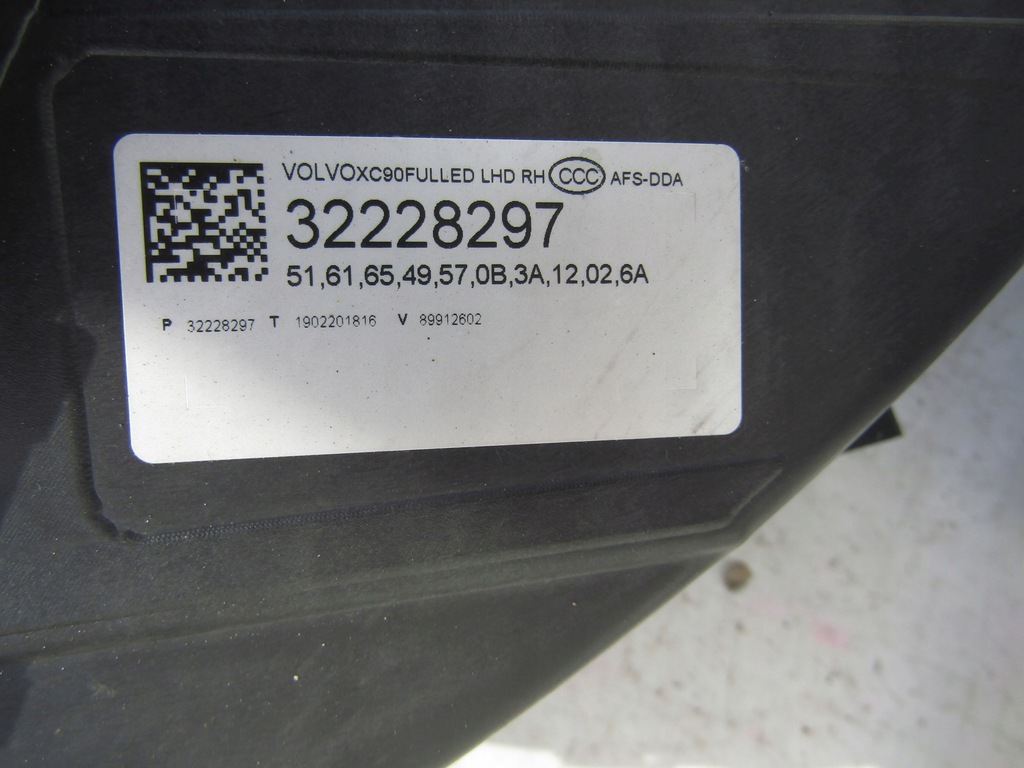 VOLVOXC90FULLED LHD RH CCC AFS-DDA
32228297
51,61,65,49,57,0B,3A,12,02,6A
P 32228297 T 1902201816 V 89912602